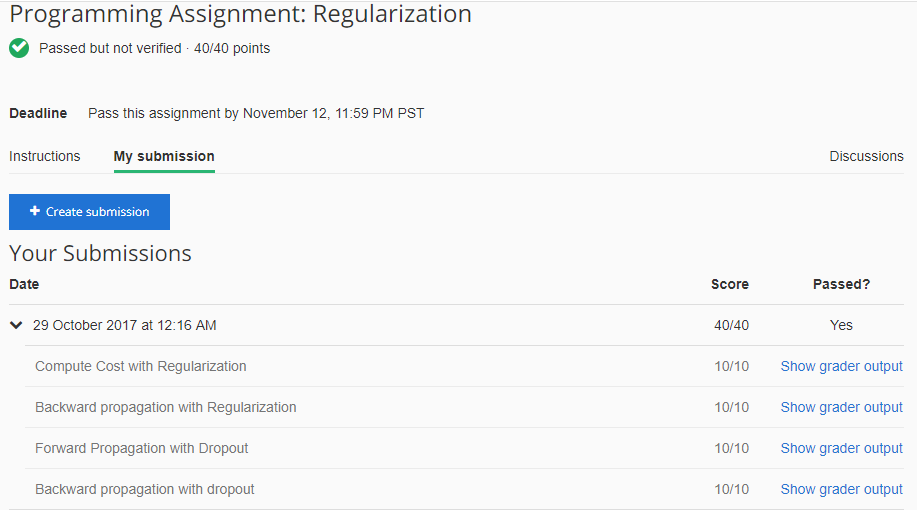 Programming Assignment: Regularization
Passed but not verified · 40/40 points
Deadline Pass this assignment by November 12, 11:59 PM PST
Instructions My submission Discussions
+ Create submission
Your Submissions
Date Score Passed?
29 October 2017 at 12:16 AM 40/40 Yes
Compute Cost with Regularization 10/10 Show grader output
Backward propagation with Regularization 10/10 Show grader output
Forward Propagation with Dropout 10/10 Show grader output
Backward propagation with dropout 10/10 Show grader output